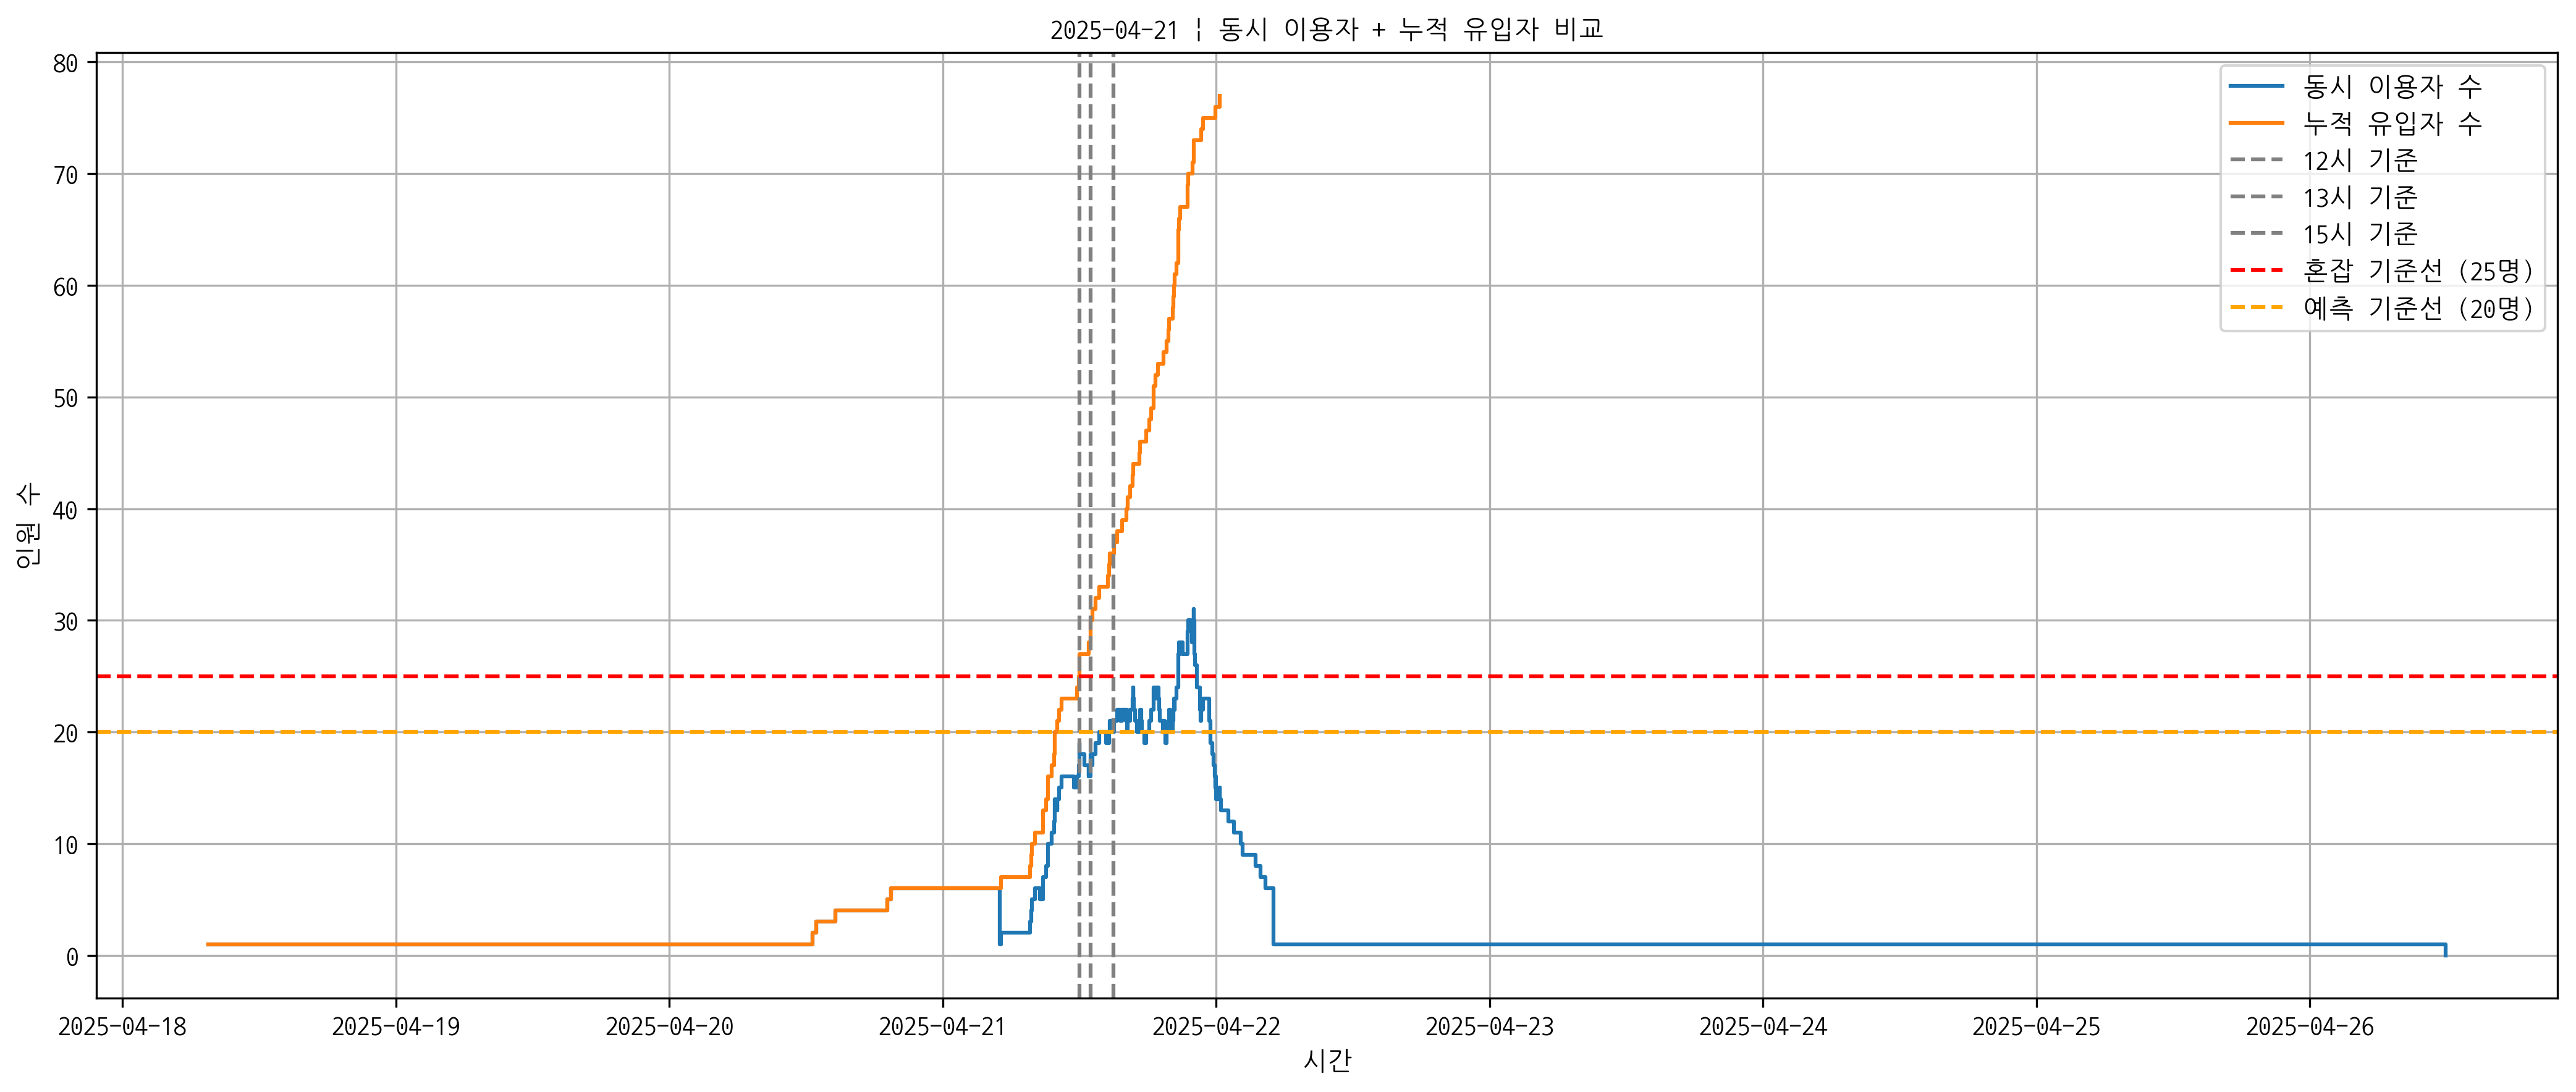 2025-04-21 | 동시 이용자 + 누적 유입자 비교
80
70
60
50
40
30
20
10
0
인원 수
동시 이용자 수
누적 유입자 수
12시 기준
13시 기준
15시 기준
혼잡 기준선 (25명)
예측 기준선 (20명)
2025-04-18
2025-04-19
2025-04-20
2025-04-21
2025-04-22
2025-04-23
2025-04-24
2025-04-25
2025-04-26
시간